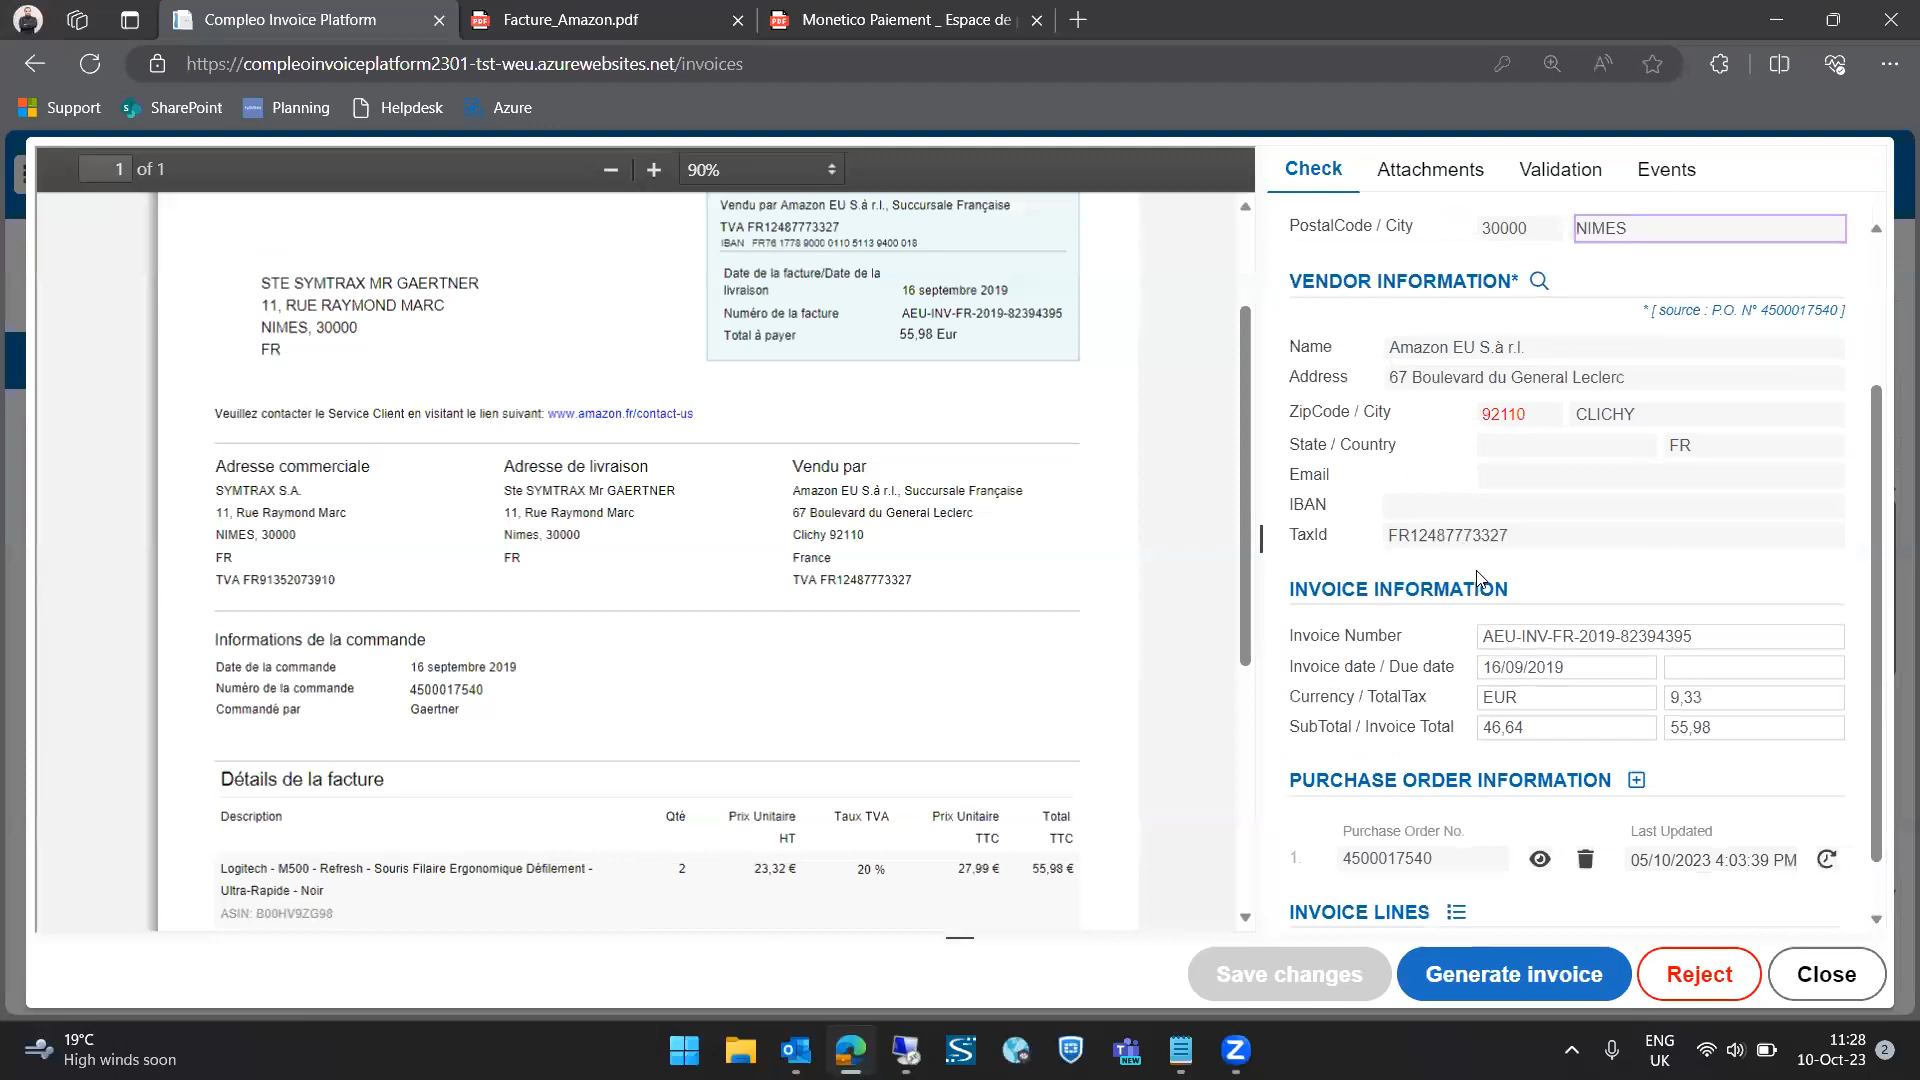 Compleo Invoice Platform
Facture_Amazon.pdf
Monetico Paiement _ Espace de
https://compleoinvoiceplatform2301-tst-weu.azurewebsites.net/invoices
Support
SharePoint
Planning
Helpdesk
Azure
1 of 1
90%
Vendu par Amazon EU S.à r.l., Succursale Française
TVA FR12487773327
IBAN FR76 1778 9000 0110 5113 9400 018
Date de la facture/Date de la livraison 16 septembre 2019
Numéro de la facture AEU-INV-FR-2019-82394395
Total à payer 55,98 Eur
STE SYMTRAX MR GAERTNER
11, RUE RAYMOND MARC
NIMES, 30000
FR
Veuillez contacter le Service Client en visitant le lien suivant: www.amazon.fr/contact-us
Adresse commerciale
SYMTRAX S.A.
11, Rue Raymond Marc
NIMES, 30000
FR
TVA FR91352073910
Adresse de livraison
Ste SYMTRAX Mr GAERTNER
11, Rue Raymond Marc
Nimes, 30000
FR
Vendu par
Amazon EU S.à r.l., Succursale Française
67 Boulevard du General Leclerc
Clichy 92110
France
TVA FR12487773327
Informations de la commande
Date de la commande 16 septembre 2019
Numéro de la commande 4500017540
Commandé par Gaertner
Détails de la facture
Description Qté Prix Unitaire HT Taux TVA Prix Unitaire TTC Total TTC
Logitech - M500 - Refresh - Souris Filaire Ergonomique Défilement - 2 23,32 € 20 % 27,99 € 55,98 €
Ultra-Rapide - Noir
ASIN: B00HV9ZG98
Check Attachments Validation Events
PostalCode / City 30000 NIMES
VENDOR INFORMATION*
* [ source : P.O. N° 4500017540 ]
Name Amazon EU S.à r.l.
Address 67 Boulevard du General Leclerc
ZipCode / City 92110 CLICHY
State / Country FR
Email
IBAN
TaxId FR12487773327
INVOICE INFORMATION
Invoice Number AEU-INV-FR-2019-82394395
Invoice date / Due date 16/09/2019
Currency / TotalTax EUR 9,33
SubTotal / Invoice Total 46,64 55,98
PURCHASE ORDER INFORMATION
Purchase Order No. Last Updated
1. 4500017540 05/10/2023 4:03:39 PM
INVOICE LINES
Save changes
Generate invoice
Reject
Close
19°C
High winds soon
NEW
ENG
UK
11:28
10-Oct-23
2